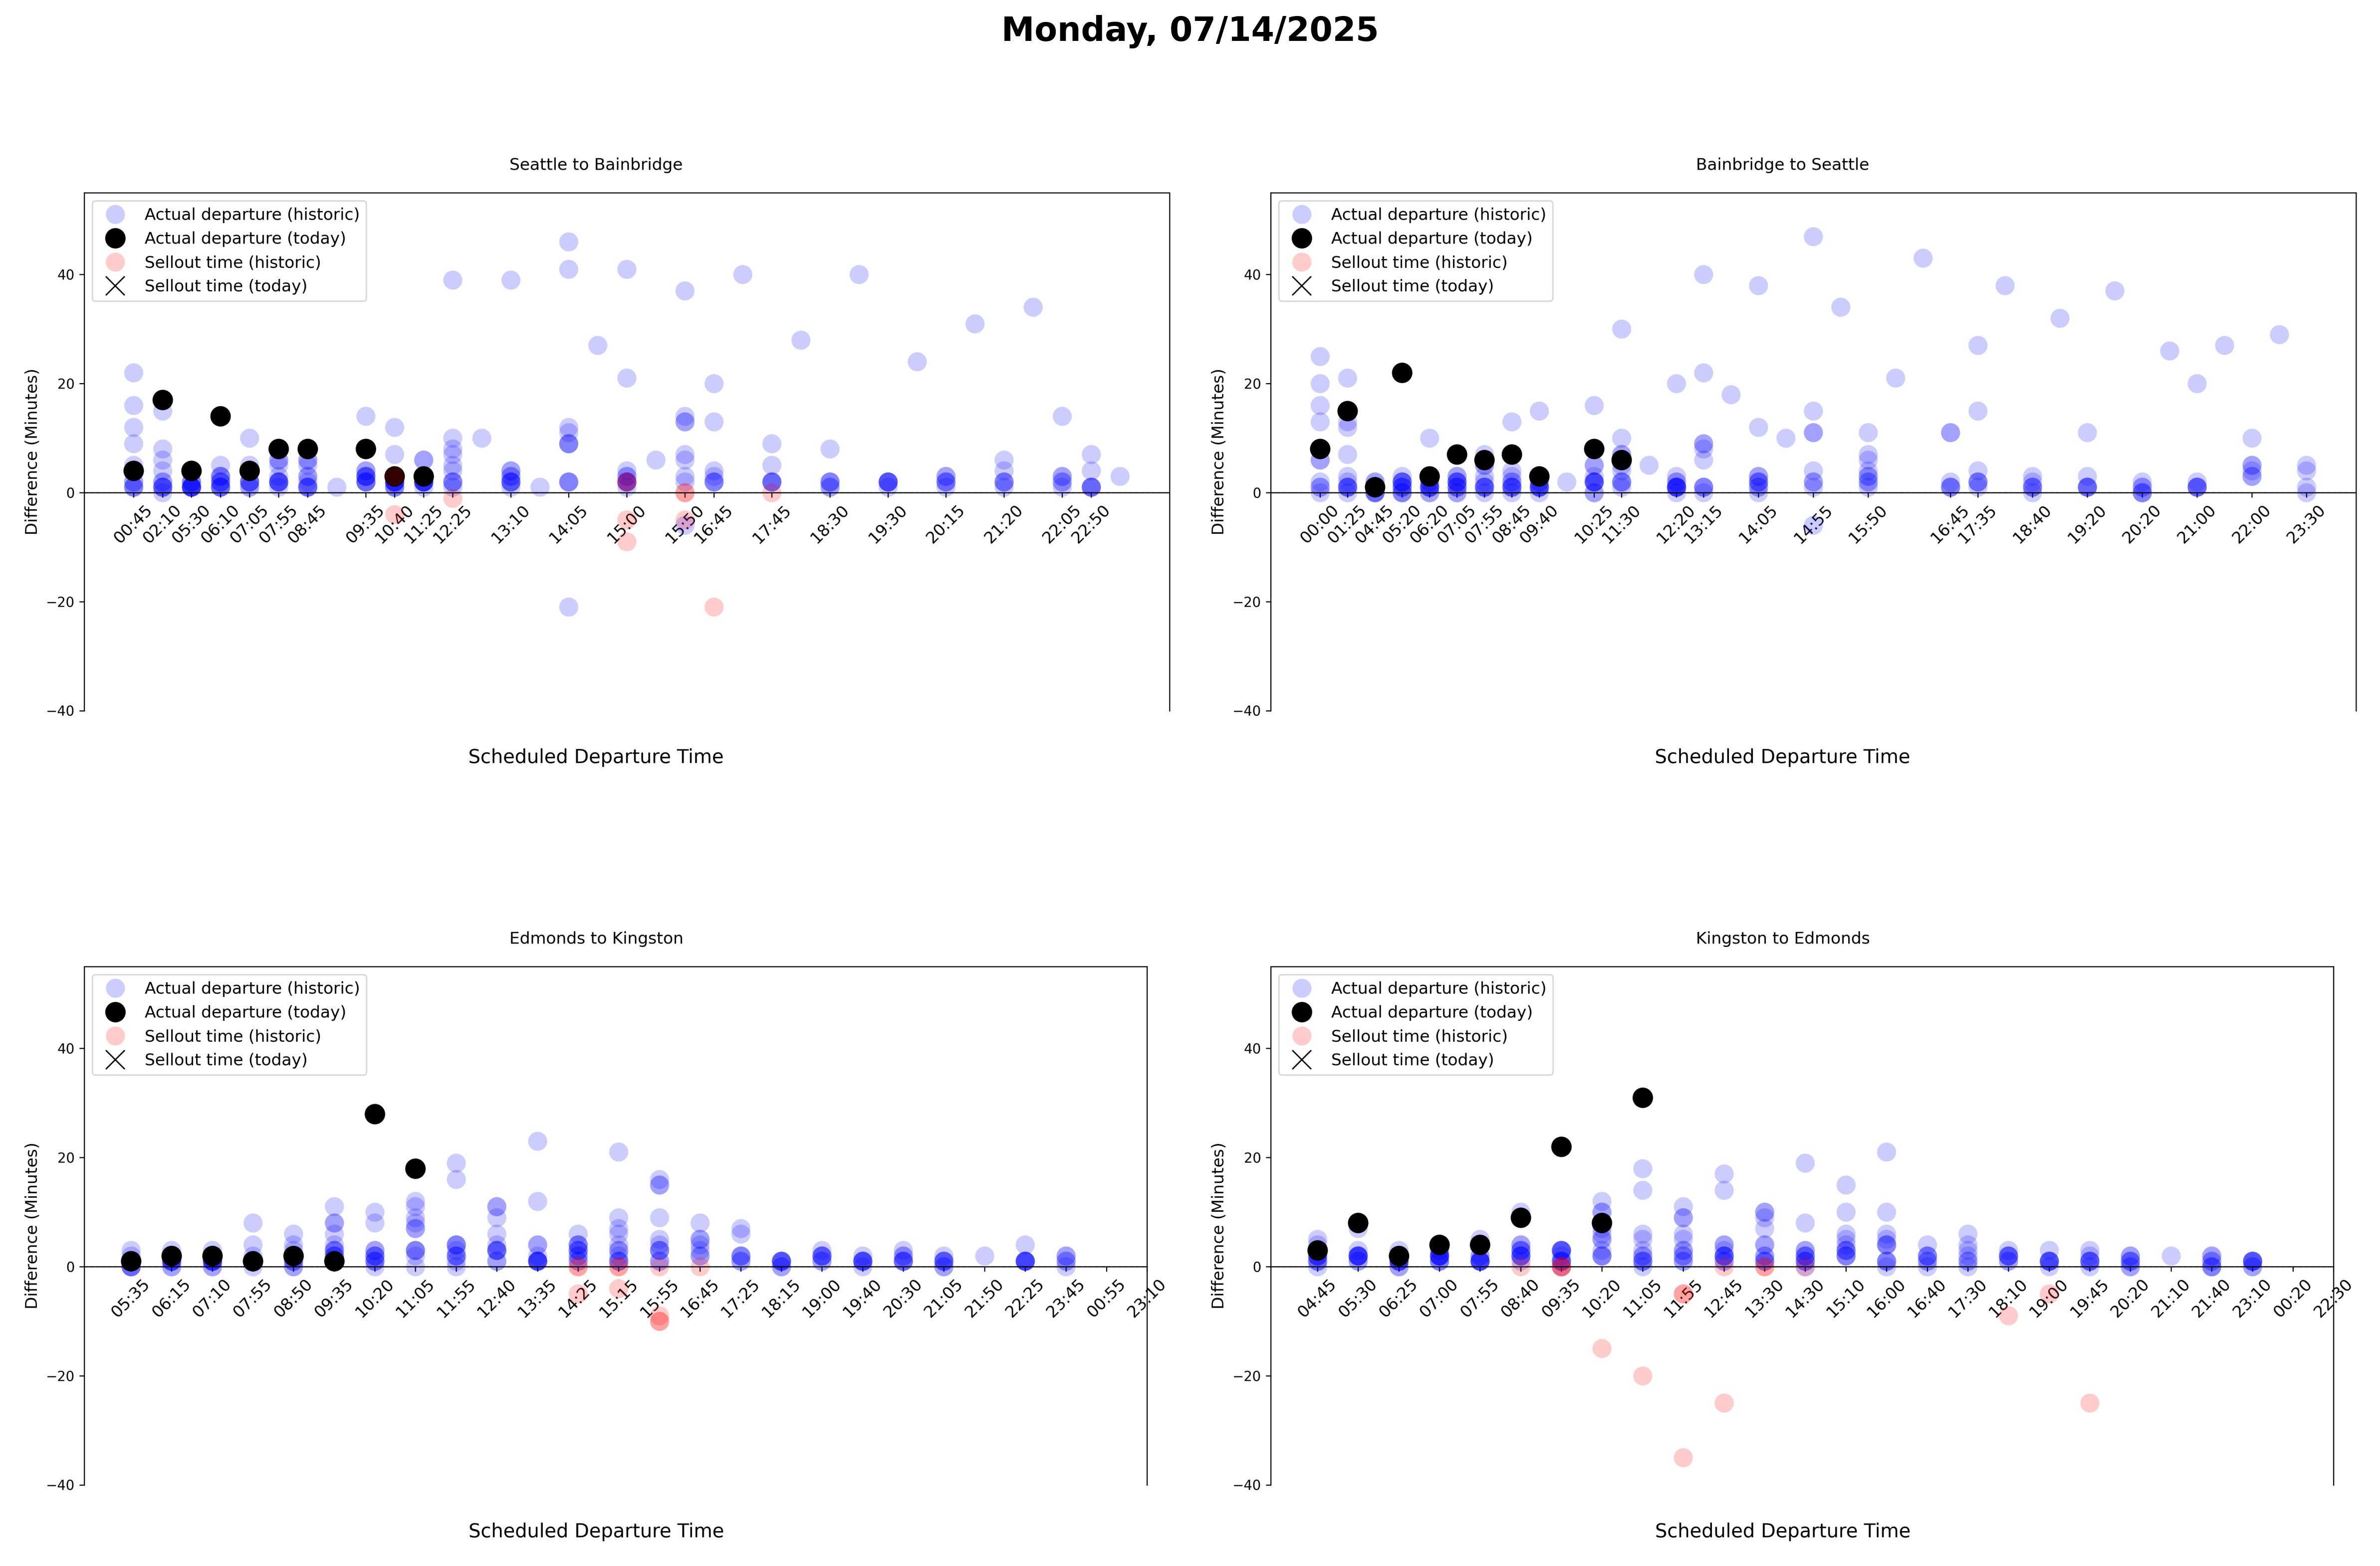 Monday, 07/14/2025
Seattle to Bainbridge
Actual departure (historic)
Actual departure (today)
Sellout time (historic)
Sellout time (today)
Difference (Minutes)
40
20
0
−20
−40
00:45 02:10 05:30 06:10 07:05 07:55 08:45 09:35 10:40 11:25 12:25 13:10 14:05 15:00 15:50 16:45 17:45 18:30 19:30 20:15 21:20 22:05 22:50
Scheduled Departure Time
Bainbridge to Seattle
Actual departure (historic)
Actual departure (today)
Sellout time (historic)
Sellout time (today)
Difference (Minutes)
40
20
0
−20
−40
00:00 01:25 04:45 05:20 06:20 07:05 07:55 08:45 09:40 10:25 11:30 12:20 13:15 14:05 14:55 15:50 16:45 17:35 18:40 19:20 20:20 21:00 22:00 23:30
Scheduled Departure Time
Edmonds to Kingston
Actual departure (historic)
Actual departure (today)
Sellout time (historic)
Sellout time (today)
Difference (Minutes)
40
20
0
−20
−40
05:35 06:15 07:10 07:55 08:50 09:35 10:20 11:05 11:55 12:40 13:35 14:25 15:15 15:55 16:45 17:25 18:15 19:00 19:40 20:30 21:05 21:50 22:25 23:45 00:55 23:10
Scheduled Departure Time
Kingston to Edmonds
Actual departure (historic)
Actual departure (today)
Sellout time (historic)
Sellout time (today)
Difference (Minutes)
40
20
0
−20
−40
04:45 05:30 06:25 07:00 07:55 08:40 09:35 10:20 11:05 11:55 12:45 13:30 14:30 15:10 16:00 16:40 17:30 18:10 19:00 19:45 20:20 21:10 21:40 23:10 00:20 22:30
Scheduled Departure Time